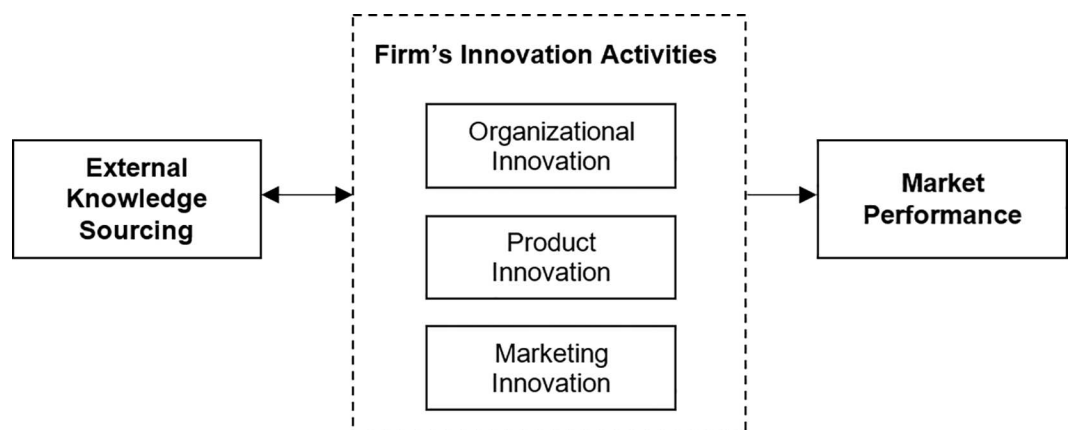 Firm’s Innovation Activities
Organizational
Innovation
External
Knowledge
Sourcing
Product
Innovation
Market
Performance
Marketing
Innovation